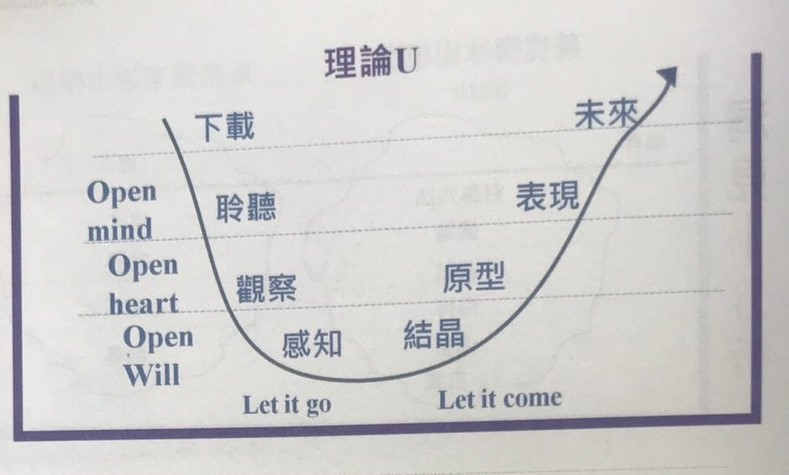 理論U
下載
未來
Open
mind
聆聽
表現
Open
heart
觀察
原型
Open
Will
感知
結晶
Let it go
Let it come